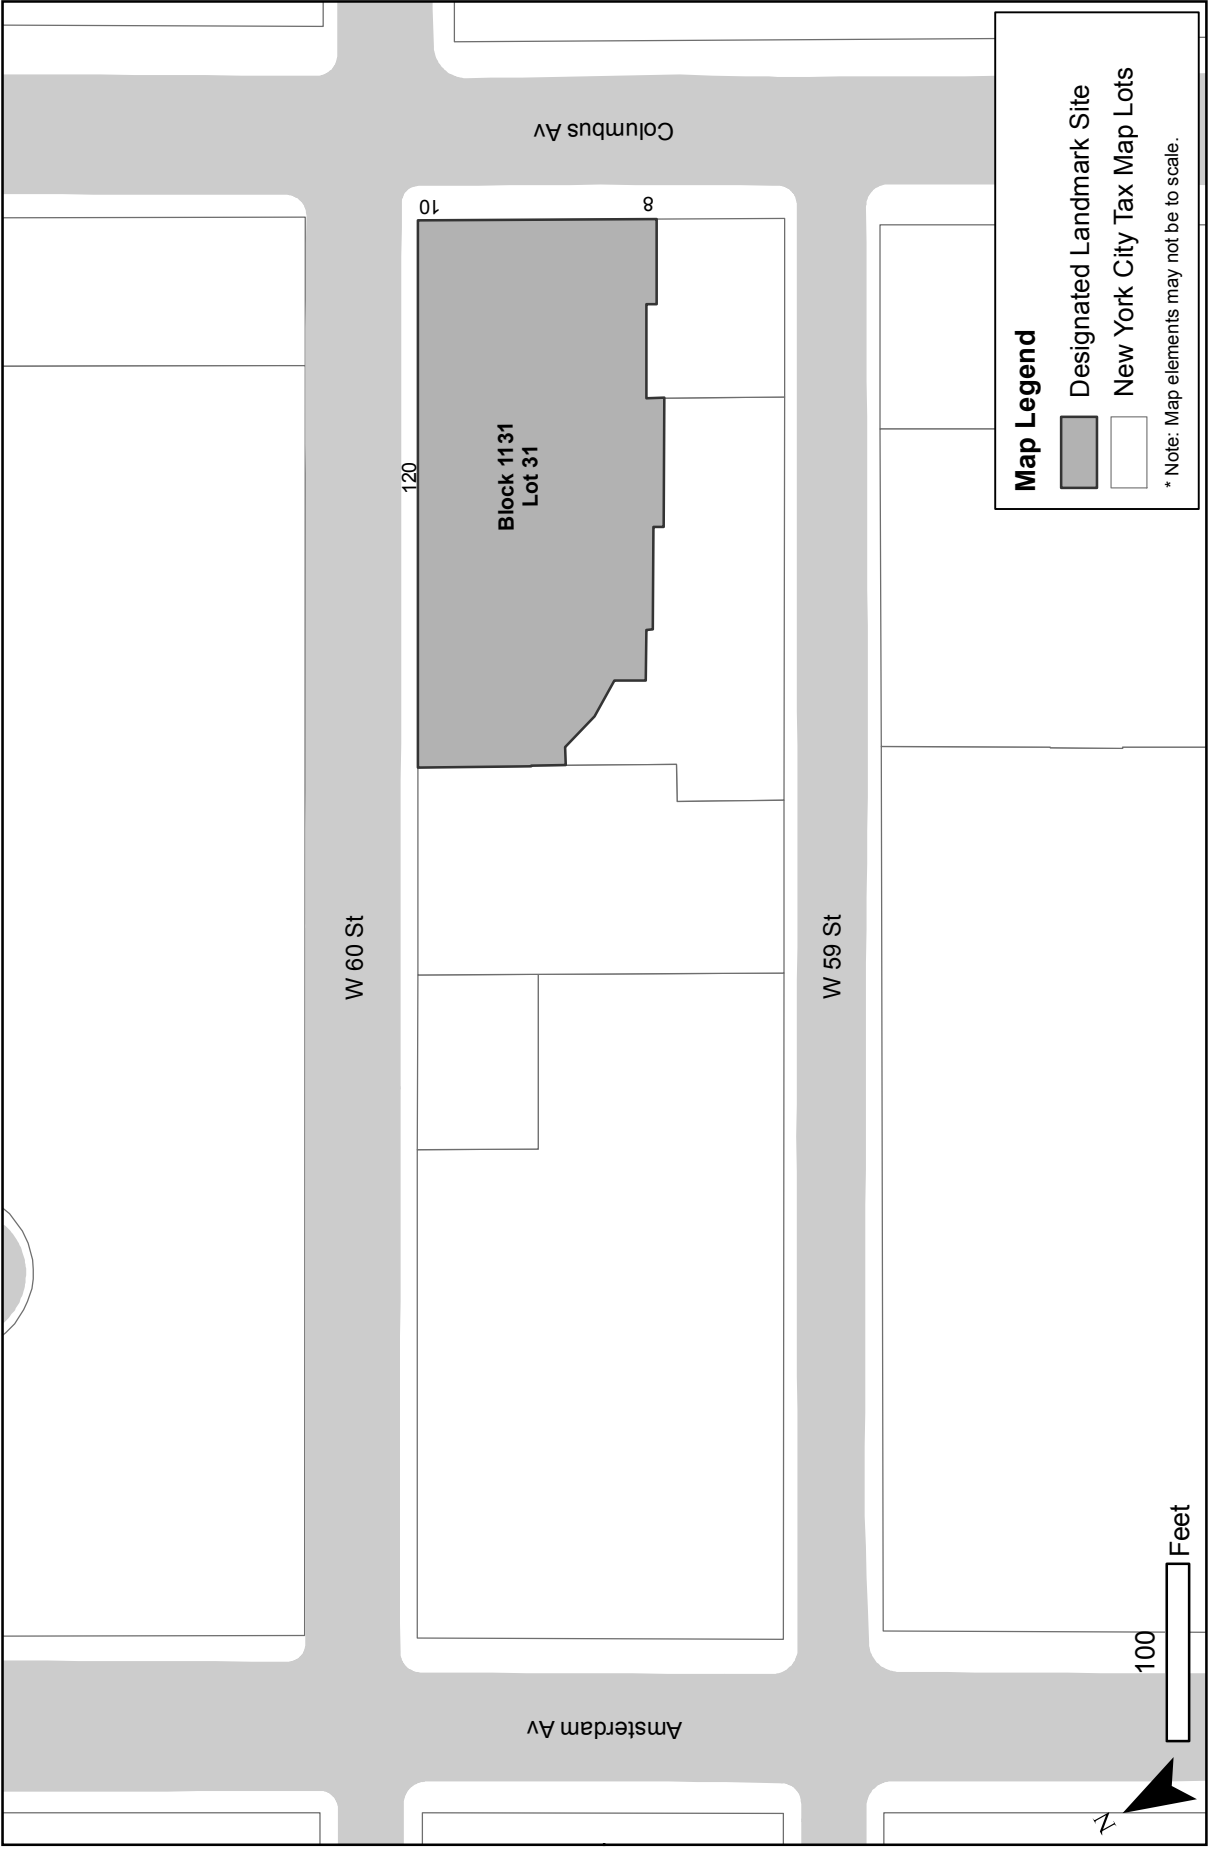 Columbus Av
10
8
120
Block 1131
Lot 31
W 60 St
W 59 St
Amsterdam Av
Map Legend
Designated Landmark Site
New York City Tax Map Lots
* Note: Map elements may not be to scale.
100
Feet
N